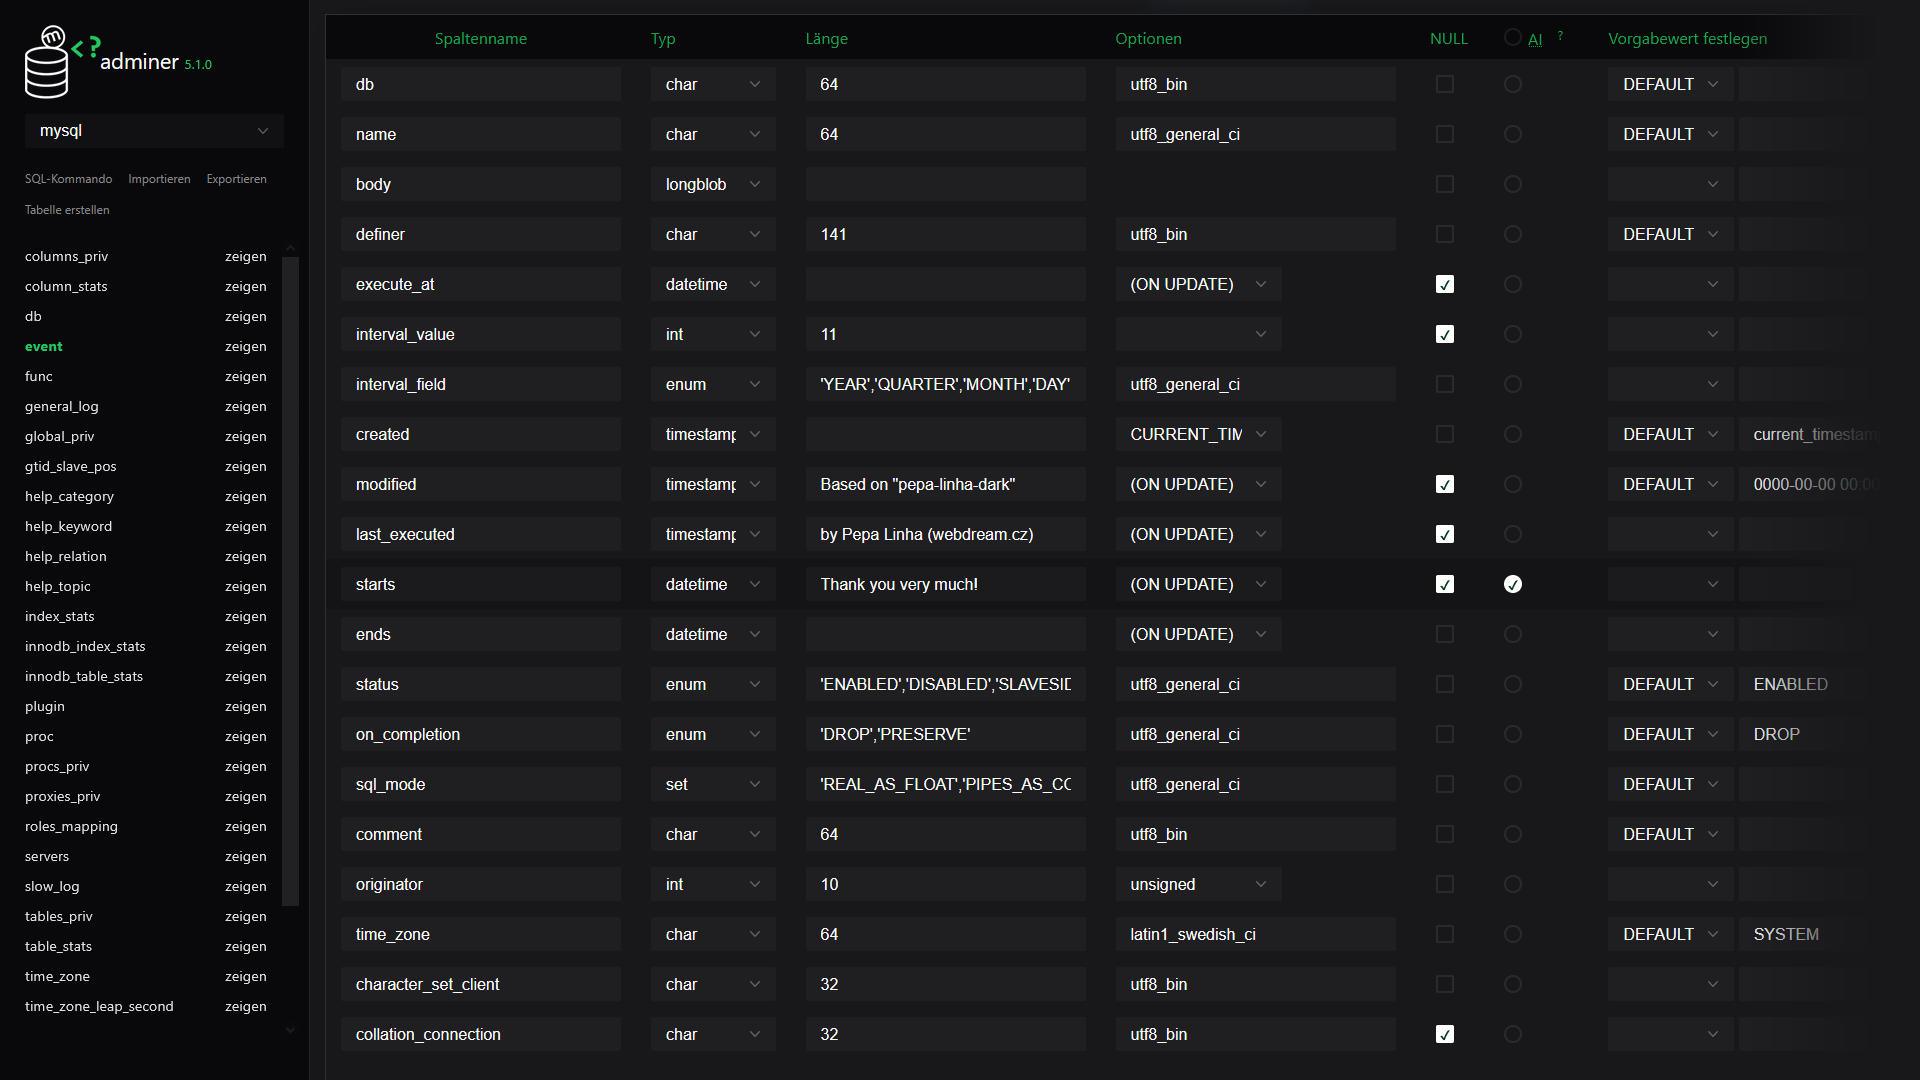 adminer 5.1.0
mysql
SQL-Kommando Importieren Exportieren
Tabelle erstellen
columns_priv zeigen
column_stats zeigen
db zeigen
event zeigen
func zeigen
general_log zeigen
global_priv zeigen
gtid_slave_pos zeigen
help_category zeigen
help_keyword zeigen
help_relation zeigen
help_topic zeigen
index_stats zeigen
innodb_index_stats zeigen
innodb_table_stats zeigen
plugin zeigen
proc zeigen
procs_priv zeigen
proxies_priv zeigen
roles_mapping zeigen
servers zeigen
slow_log zeigen
tables_priv zeigen
table_stats zeigen
time_zone zeigen
time_zone_leap_second zeigen
Spaltenname Typ Länge Optionen NULL AI ? Vorgabewert festlegen
db char 64 utf8_bin DEFAULT
name char 64 utf8_general_ci DEFAULT
body longblob
definer char 141 utf8_bin DEFAULT
execute_at datetime (ON UPDATE)
interval_value int 11
interval_field enum 'YEAR','QUARTER','MONTH','DAY' utf8_general_ci
created timestamp CURRENT_TIM DEFAULT current_timestamp
modified timestamp Based on "pepa-linha-dark" (ON UPDATE) DEFAULT 0000-00-00 00:00
last_executed timestamp by Pepa Linha (webdream.cz) (ON UPDATE)
starts datetime Thank you very much! (ON UPDATE)
ends datetime (ON UPDATE)
status enum 'ENABLED','DISABLED','SLAVESID utf8_general_ci DEFAULT ENABLED
on_completion enum 'DROP','PRESERVE' utf8_general_ci DEFAULT DROP
sql_mode set 'REAL_AS_FLOAT','PIPES_AS_CO utf8_general_ci DEFAULT
comment char 64 utf8_bin DEFAULT
originator int 10 unsigned
time_zone char 64 latin1_swedish_ci DEFAULT SYSTEM
character_set_client char 32 utf8_bin
collation_connection char 32 utf8_bin